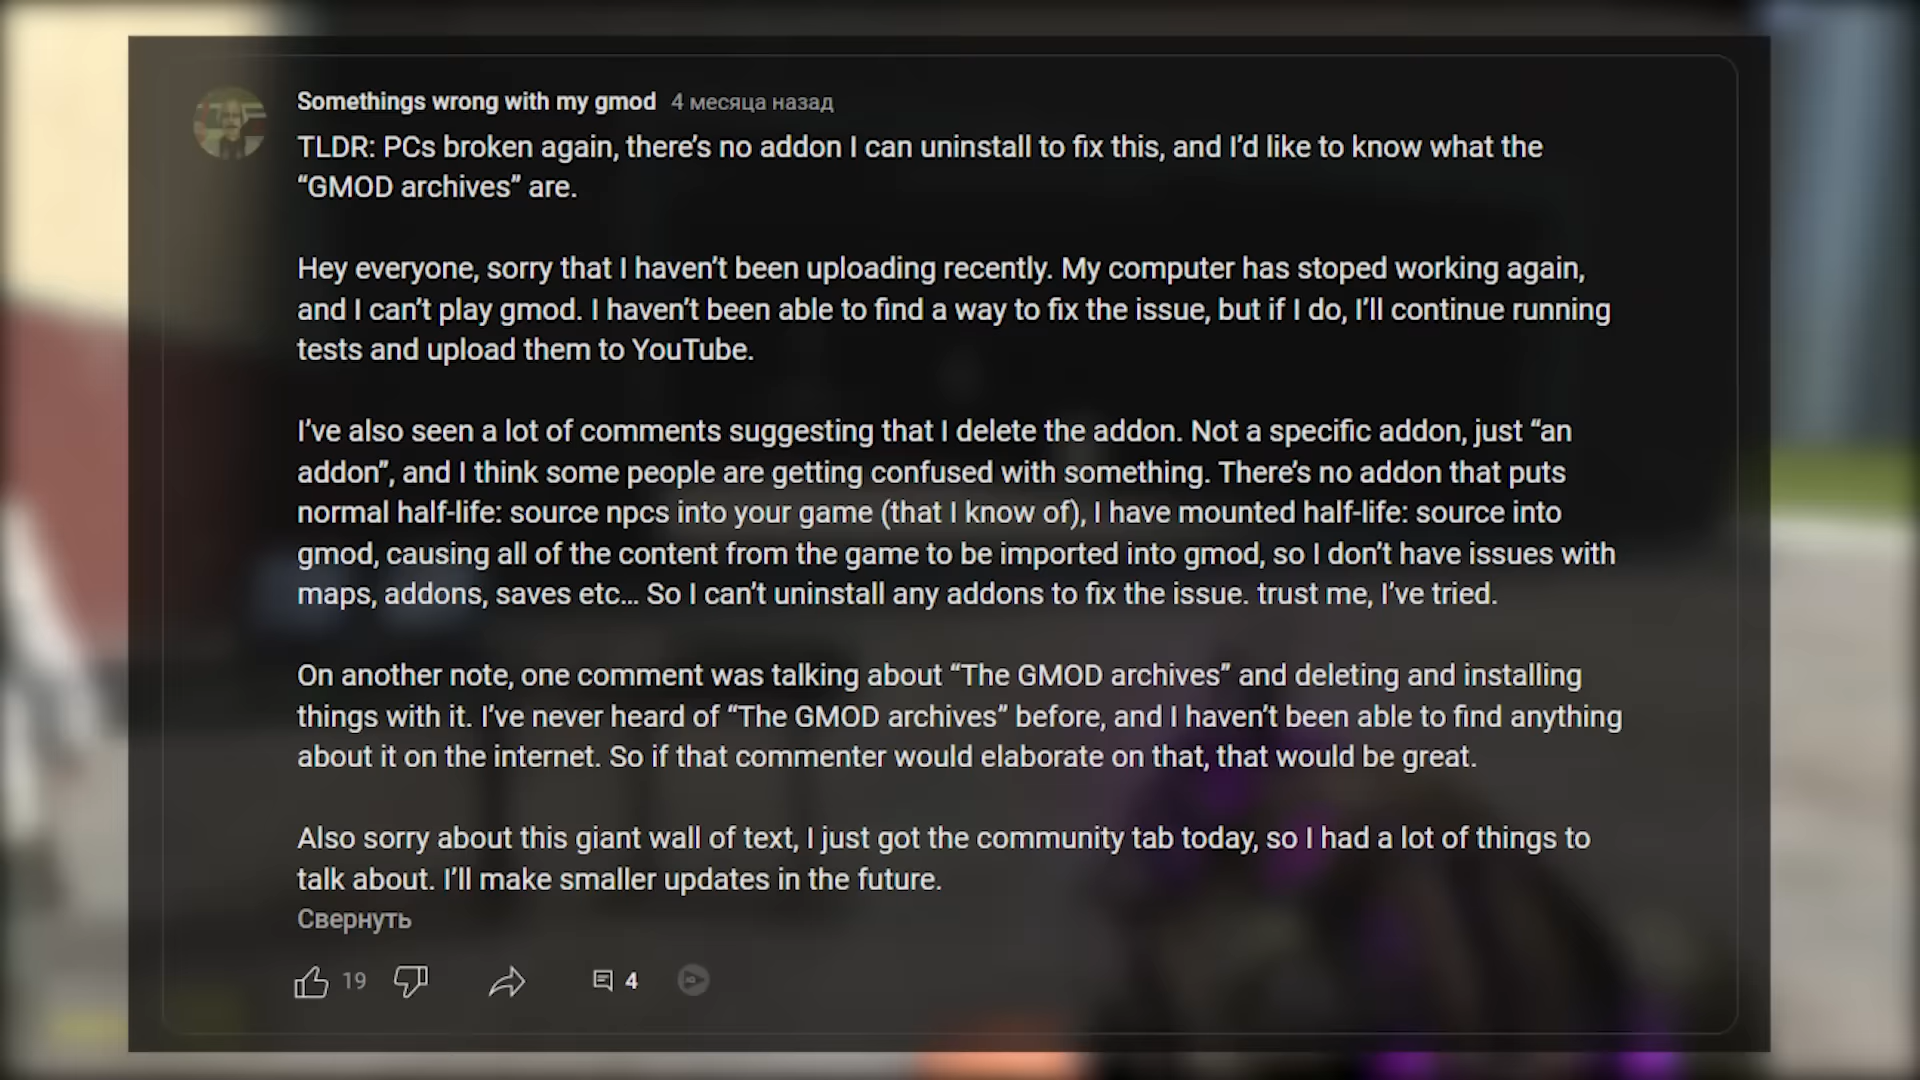 Somethings wrong with my gmod 4 месяца назад
TLDR: PCs broken again, there’s no addon I can uninstall to fix this, and I’d like to know what the
“GMOD archives” are.
Hey everyone, sorry that I haven’t been uploading recently. My computer has stoped working again,
and I can’t play gmod. I haven’t been able to find a way to fix the issue, but if I do, I’ll continue running
tests and upload them to YouTube.
I’ve also seen a lot of comments suggesting that I delete the addon. Not a specific addon, just “an
addon”, and I think some people are getting confused with something. There’s no addon that puts
normal half-life: source npcs into your game (that I know of), I have mounted half-life: source into
gmod, causing all of the content from the game to be imported into gmod, so I don’t have issues with
maps, addons, saves etc… So I can’t uninstall any addons to fix the issue. trust me, I’ve tried.
On another note, one comment was talking about “The GMOD archives” and deleting and installing
things with it. I’ve never heard of “The GMOD archives” before, and I haven’t been able to find anything
about it on the internet. So if that commenter would elaborate on that, that would be great.
Also sorry about this giant wall of text, I just got the community tab today, so I had a lot of things to
talk about. I’ll make smaller updates in the future.
Свернуть
19 4